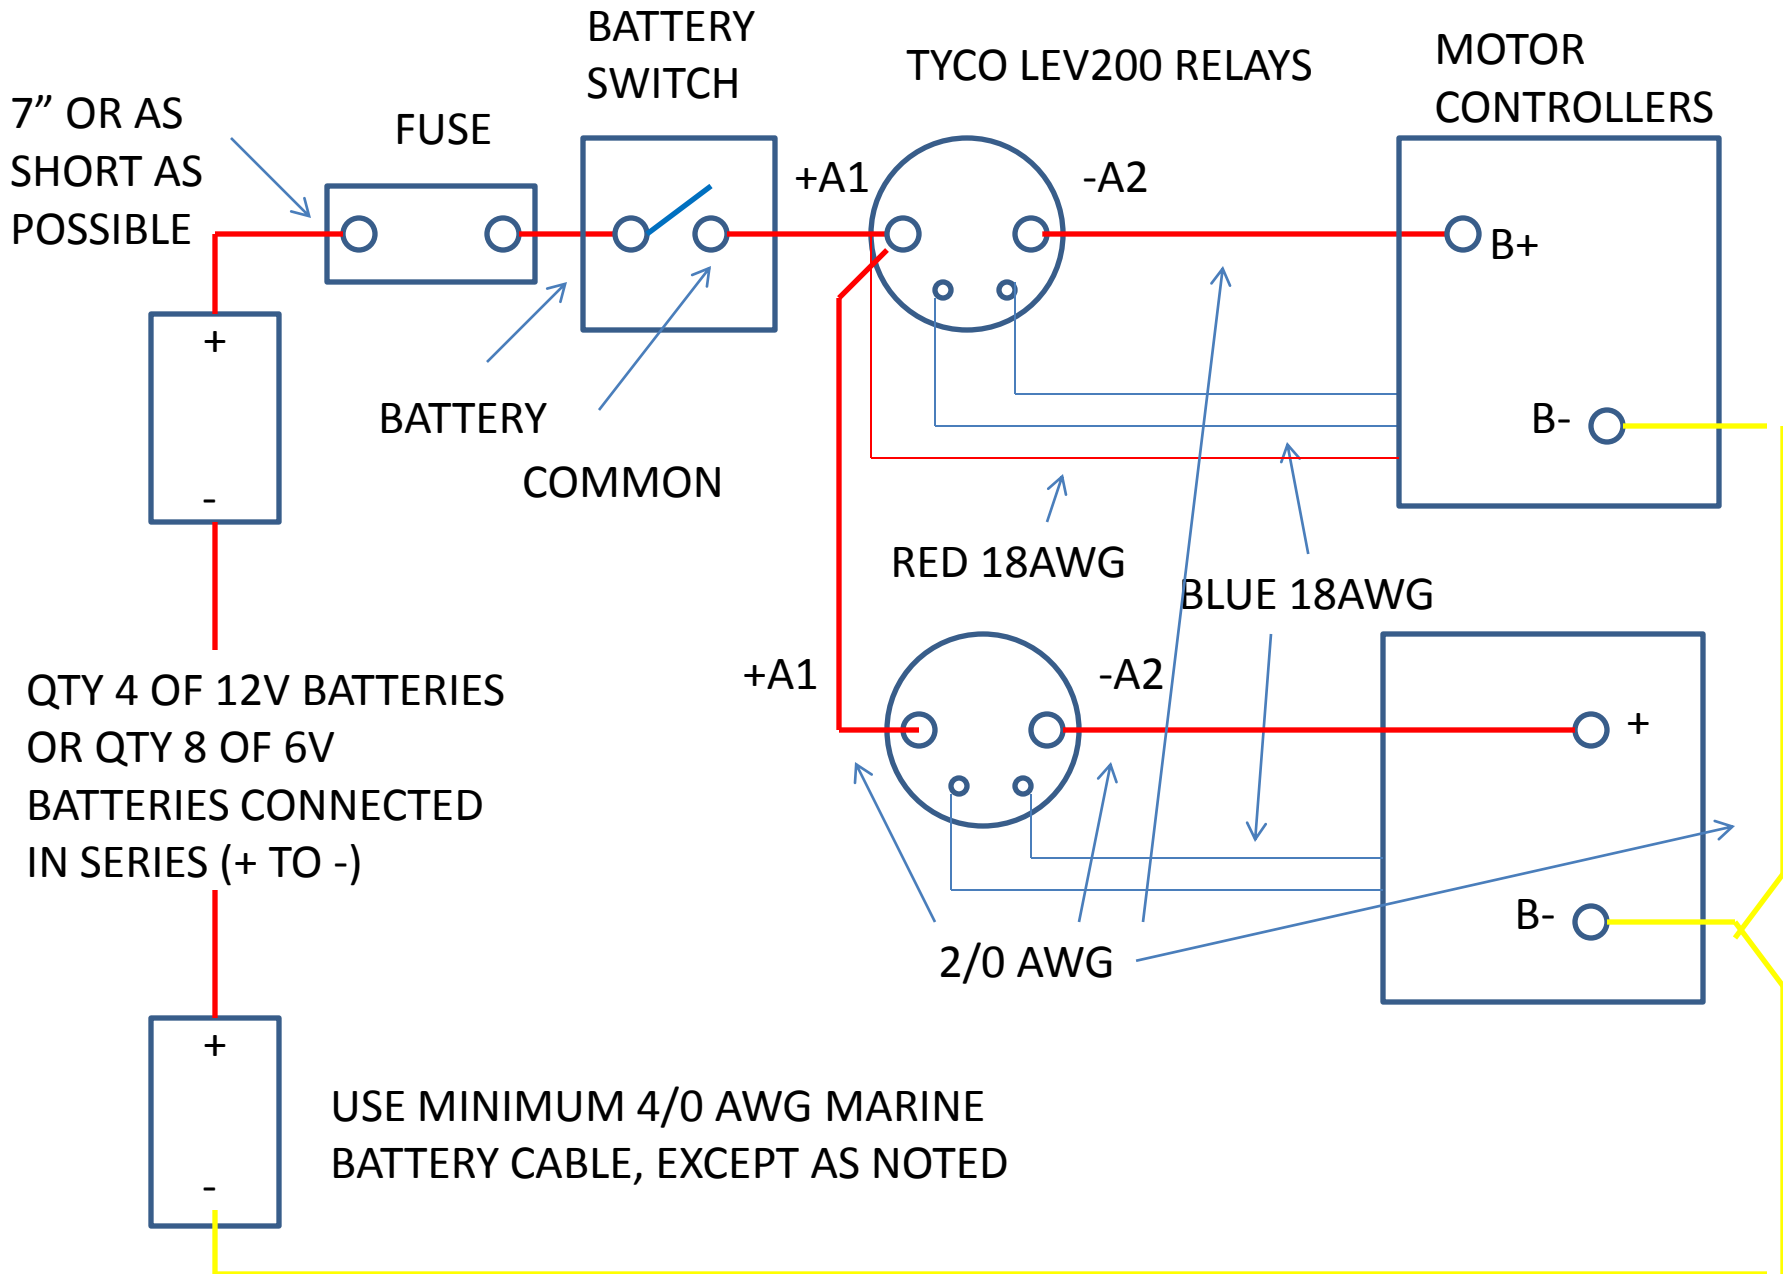 BATTERY
SWITCH
TYCO LEV200 RELAYS
MOTOR
CONTROLLERS
7” OR AS
SHORT AS
POSSIBLE
FUSE
+A1
-A2
B+
+
-
BATTERY
COMMON
B-
RED 18AWG
BLUE 18AWG
+A1
-A2
+
QTY 4 OF 12V BATTERIES
OR QTY 8 OF 6V
BATTERIES CONNECTED
IN SERIES (+ TO -)
B-
2/0 AWG
+
-
USE MINIMUM 4/0 AWG MARINE
BATTERY CABLE, EXCEPT AS NOTED